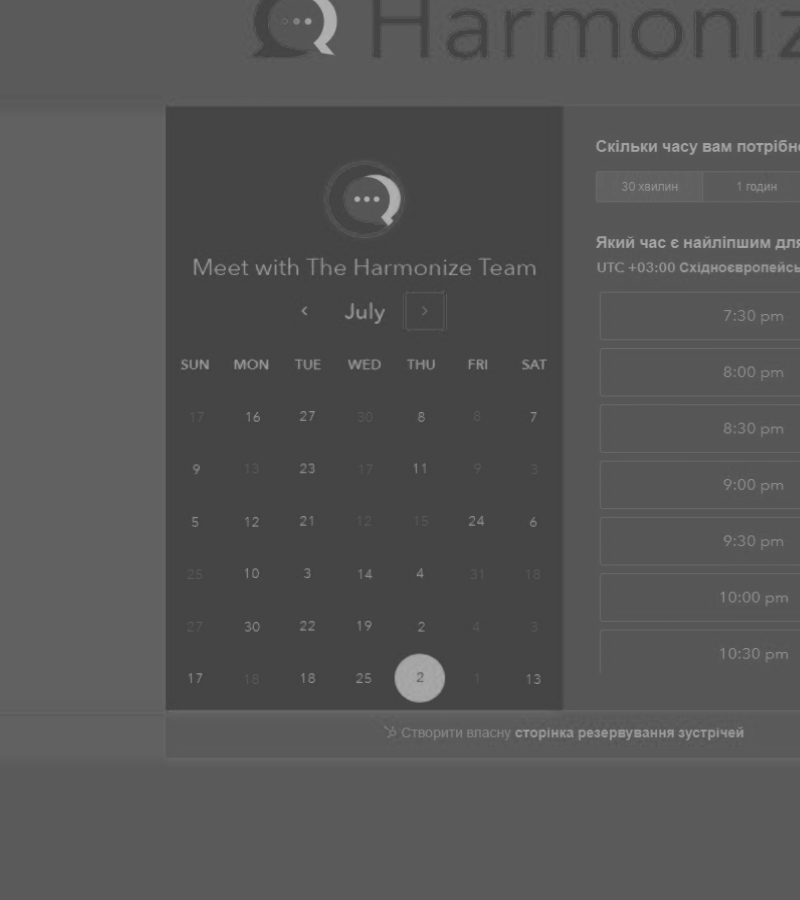 Harmoniz
Meet with The Harmonize Team
July
SUN MON TUE WED THU FRI SAT
17 16 27 30 8 8 7
9 13 23 17 11 9 3
5 12 21 12 15 24 6
25 10 3 14 4 31 18
27 30 22 19 2 4 3
17 18 18 25 2 1 13
Скільки часу вам потрібно
30 хвилин 1 годин
Який час є найліпшим для
UTC +03:00 Східноєвропейсь
7:30 pm
8:00 pm
8:30 pm
9:00 pm
9:30 pm
10:00 pm
10:30 pm
Створити власну сторінка резервування зустрічей